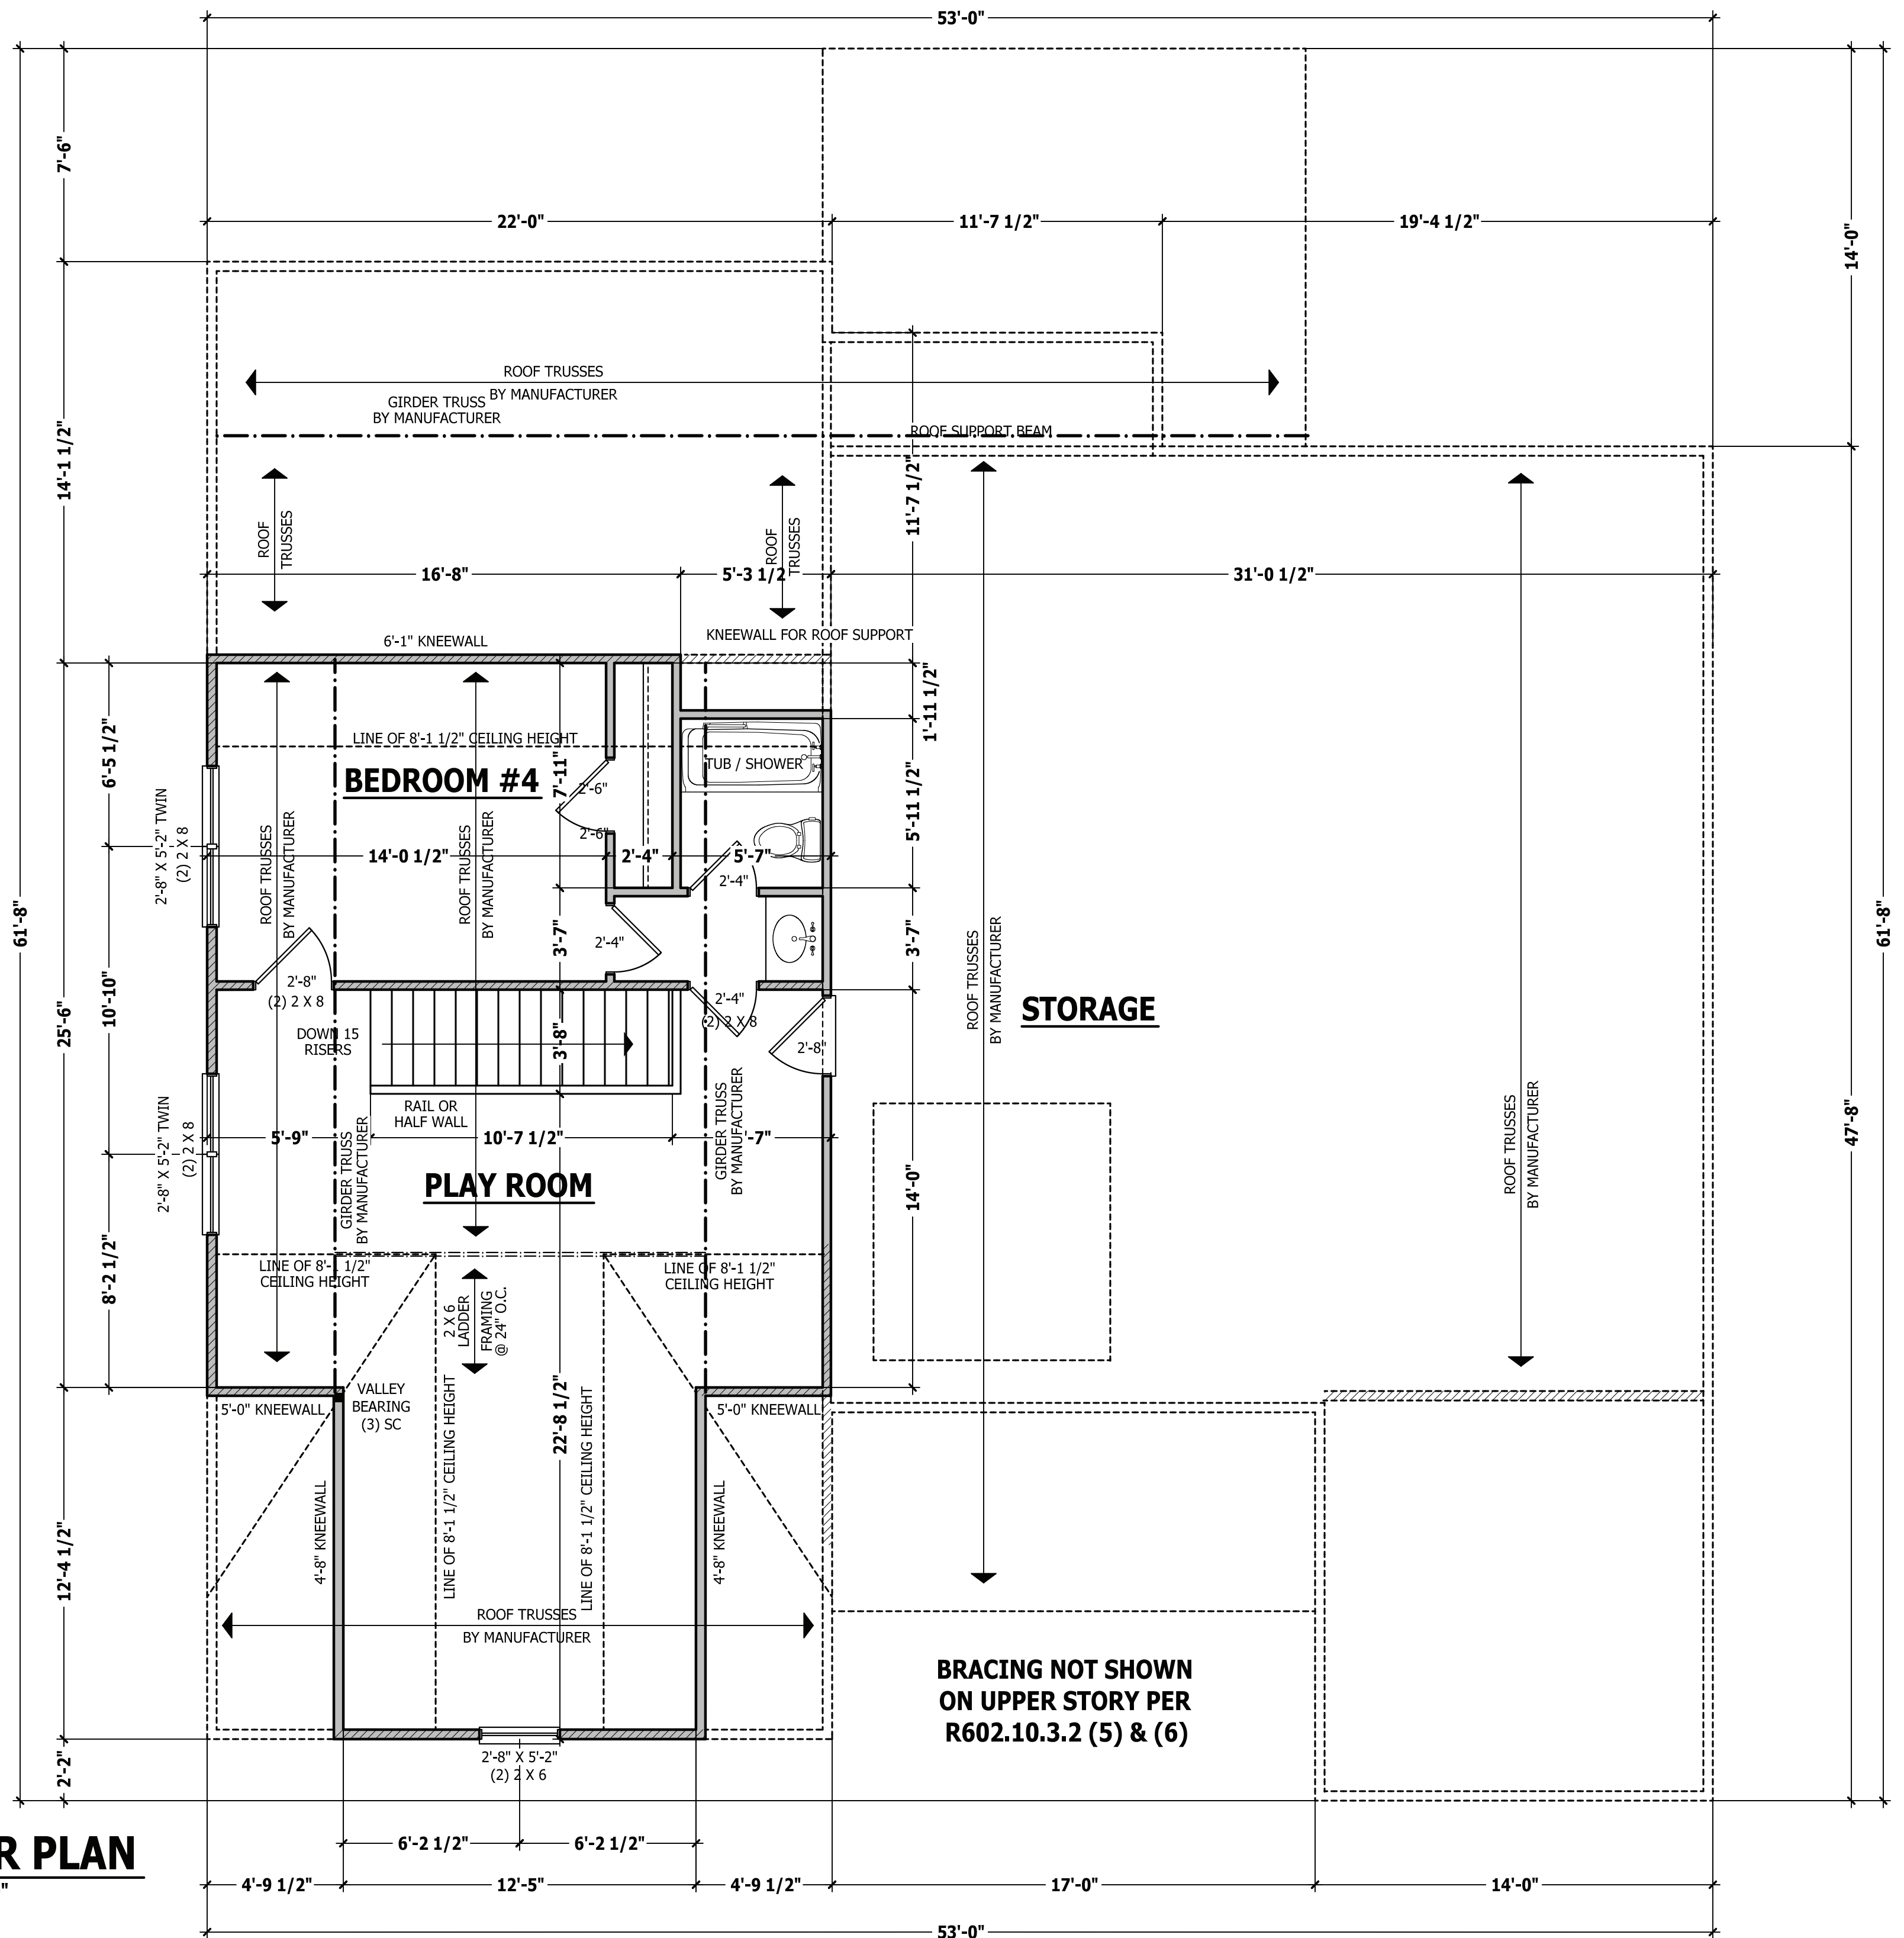 53'-0"
7'-6"
22'-0"
11'-7 1/2"
19'-4 1/2"
14'-0"
ROOF TRUSSES
BY MANUFACTURER
GIRDER TRUSS
BY MANUFACTURER
ROOF SUPPORT BEAM
14'-1 1/2"
11'-7 1/2"
ROOF
TRUSSES
ROOF
TRUSSES
16'-8"
5'-3 1/2
31'-0 1/2"
6'-1" KNEEWALL
KNEEWALL FOR ROOF SUPPORT
1'-11 1/2"
6'-5 1/2"
LINE OF 8'-1 1/2" CEILING HEIGHT
BEDROOM #4
7'-11"
2'-6"
2'-6"
TUB / SHOWER
5'-11 1/2"
2'-8" X 5'-2" TWIN
(2) 2 X 8
ROOF TRUSSES
BY MANUFACTURER
ROOF TRUSSES
BY MANUFACTURER
14'-0 1/2"
2'-4"
5'-7"
2'-4"
61'-8"
61'-8"
3'-7"
2'-4"
3'-7"
2'-8"
(2) 2 X 8
2'-4"
(2) 2 X 8
ROOF TRUSSES
BY MANUFACTURER
STORAGE
25'-6"
10'-10"
DOWN 15
RISERS
3'-8"
2'-8"
RAIL OR
HALF WALL
GIRDER TRUSS
BY MANUFACTURER
ROOF TRUSSES
BY MANUFACTURER
47'-8"
2'-8" X 5'-2" TWIN
(2) 2 X 8
5'-9"
10'-7 1/2"
'-7"
GIRDER TRUSS
BY MANUFACTURER
PLAY ROOM
14'-0"
8'-2 1/2"
LINE OF 8'-1 1/2"
CEILING HEIGHT
LINE OF 8'-1 1/2"
CEILING HEIGHT
2 X 6
LADDER
FRAMING
@ 24" O.C.
VALLEY
BEARING
(3) SC
5'-0" KNEEWALL
5'-0" KNEEWALL
22'-8 1/2"
LINE OF 8'-1 1/2" CEILING HEIGHT
LINE OF 8'-1 1/2" CEILING HEIGHT
4'-8" KNEEWALL
4'-8" KNEEWALL
12'-4 1/2"
ROOF TRUSSES
BY MANUFACTURER
BRACING NOT SHOWN
ON UPPER STORY PER
R602.10.3.2 (5) & (6)
2'-8" X 5'-2"
(2) 2 X 6
2'-2"
6'-2 1/2"
6'-2 1/2"
R PLAN
"
4'-9 1/2"
12'-5"
4'-9 1/2"
17'-0"
14'-0"
53'-0"